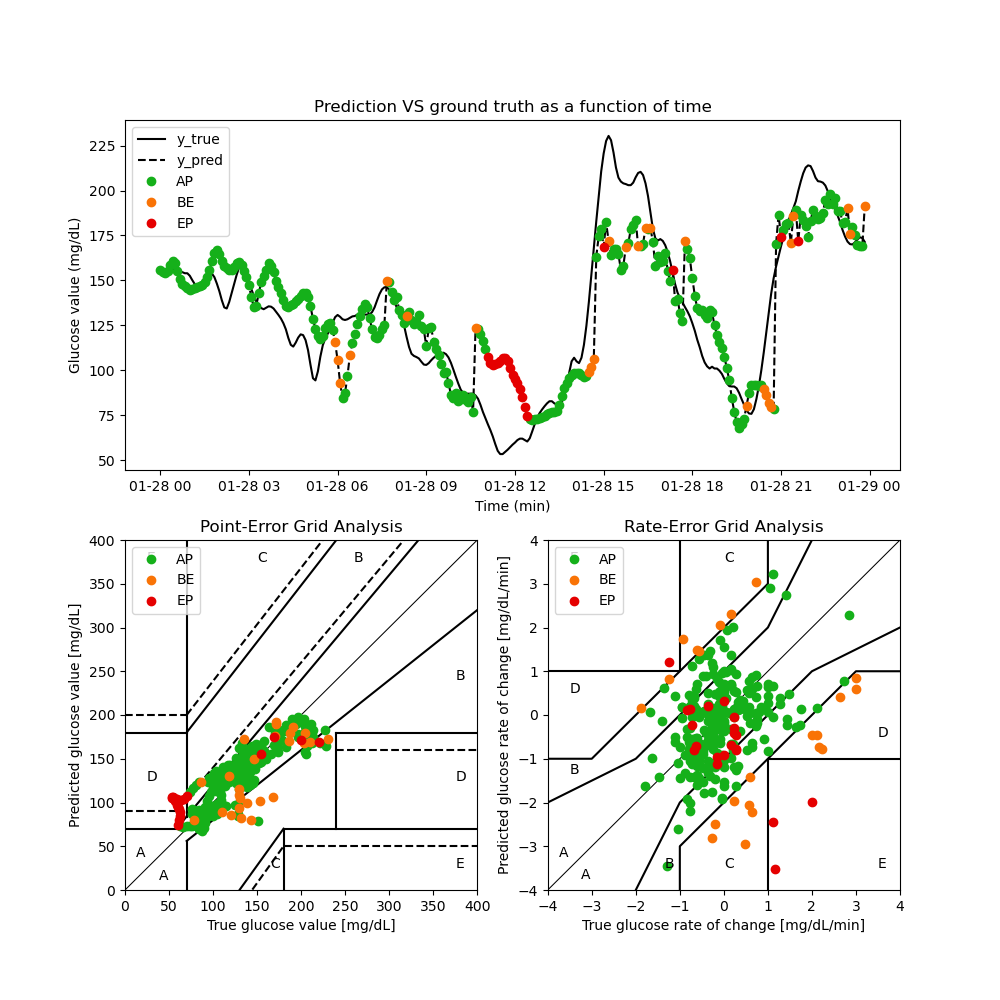 Prediction VS ground truth as a function of time
Glucose value (mg/dL)
225
200
175
150
125
100
75
50
y_true
y_pred
AP
BE
EP
01-28 00 01-28 03 01-28 06 01-28 09 01-28 12 01-28 15 01-28 18 01-28 21 01-29 00
Time (min)
Point-Error Grid Analysis
Predicted glucose value [mg/dL]
400
350
300
250
200
150
100
50
0
AP
BE
EP
C
B
B
D
D
A
A
C
E
0 50 100 150 200 250 300 350 400
True glucose value [mg/dL]
Rate-Error Grid Analysis
Predicted glucose rate of change [mg/dL/min]
4
3
2
1
0
−1
−2
−3
−4
AP
BE
EP
C
D
D
B
A
A
B
C
E
−4 −3 −2 −1 0 1 2 3 4
True glucose rate of change [mg/dL/min]